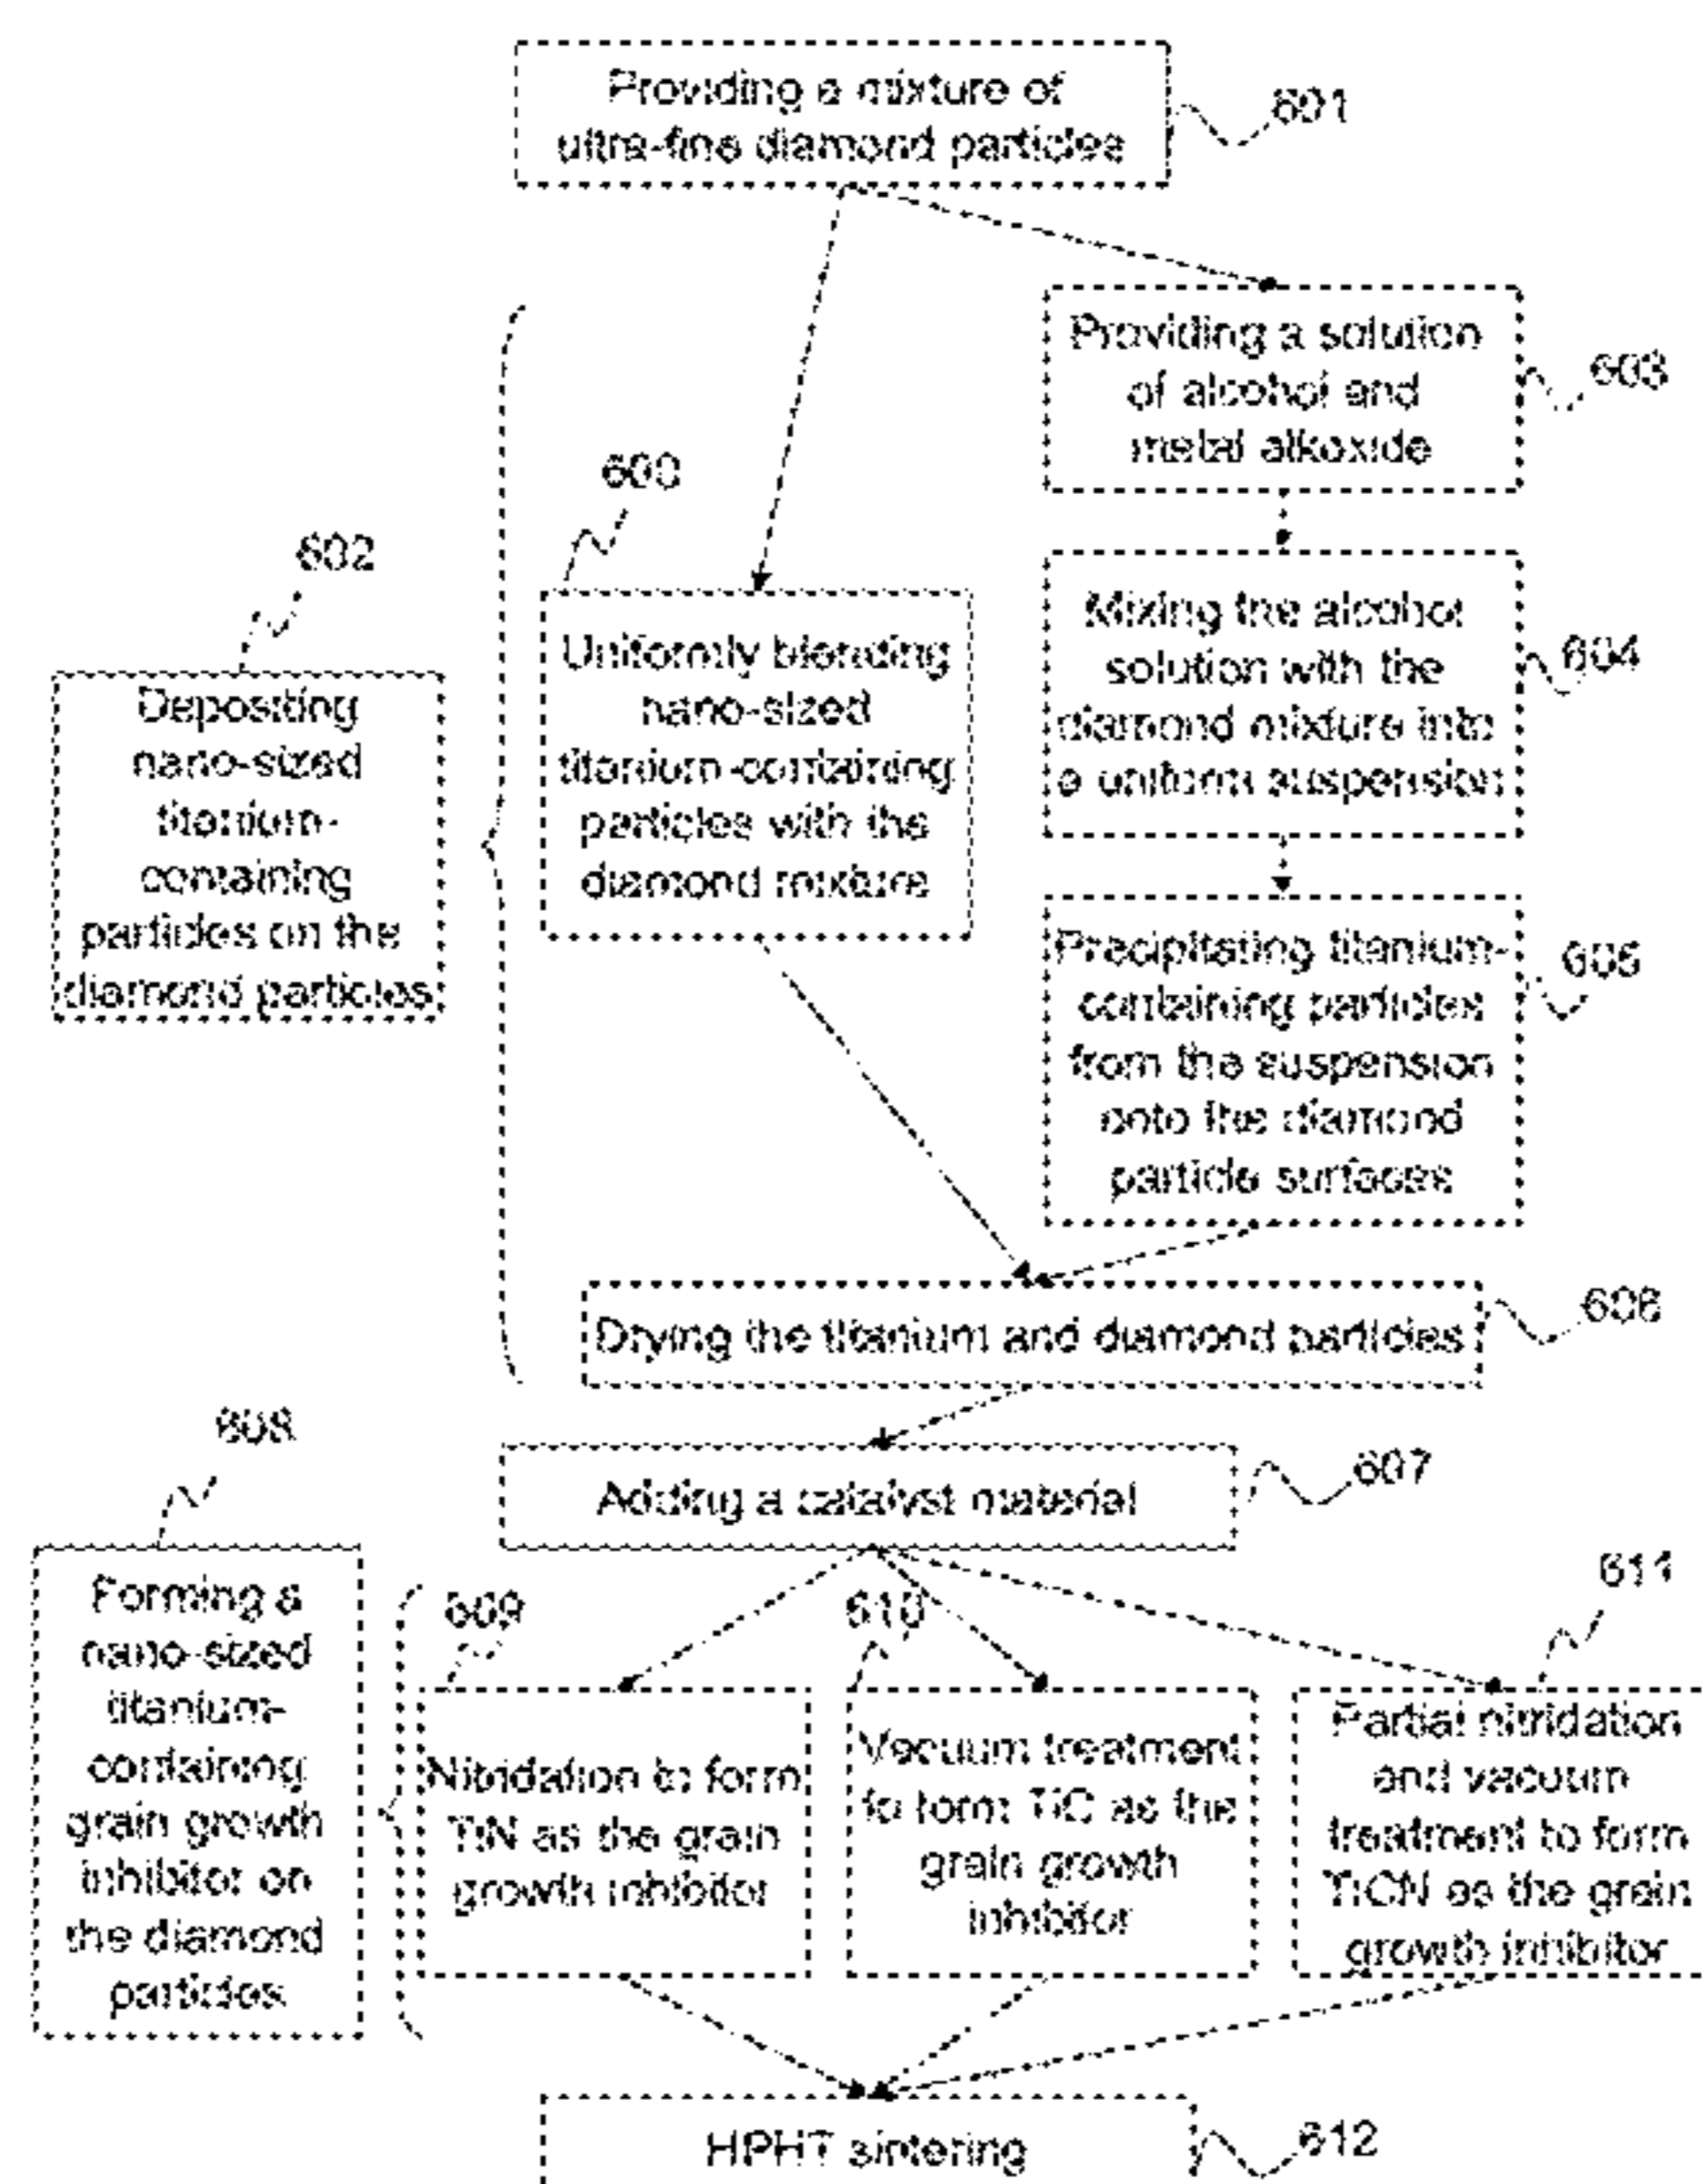 Providing a mixture of
ultra-fine diamond particles
601
Providing a solution
of alcohol and
metal alkoxide
603
600
602
Uniformly blending
nano-sized
titanium-containing
particles with the
diamond mixture
Mixing the alcohol
solution with the
diamond mixture into
a uniform suspension
604
Depositing
nano-sized
titanium-
containing
particles on the
diamond particles
Precipitating titanium-
containing particles
from the suspension
onto the diamond
particle surfaces
605
Drying the titanium and diamond particles
606
608
Adding a catalyst material
607
Forming a
nano-sized
titanium-
containing
grain growth
inhibitor on
the diamond
particles
609
Nitridation to form
TiN as the grain
growth inhibitor
610
Vacuum treatment
to form TiC as the
grain growth
inhibitor
611
Partial nitridation
and vacuum
treatment to form
TiCN as the grain
growth inhibitor
HPHT sintering
612